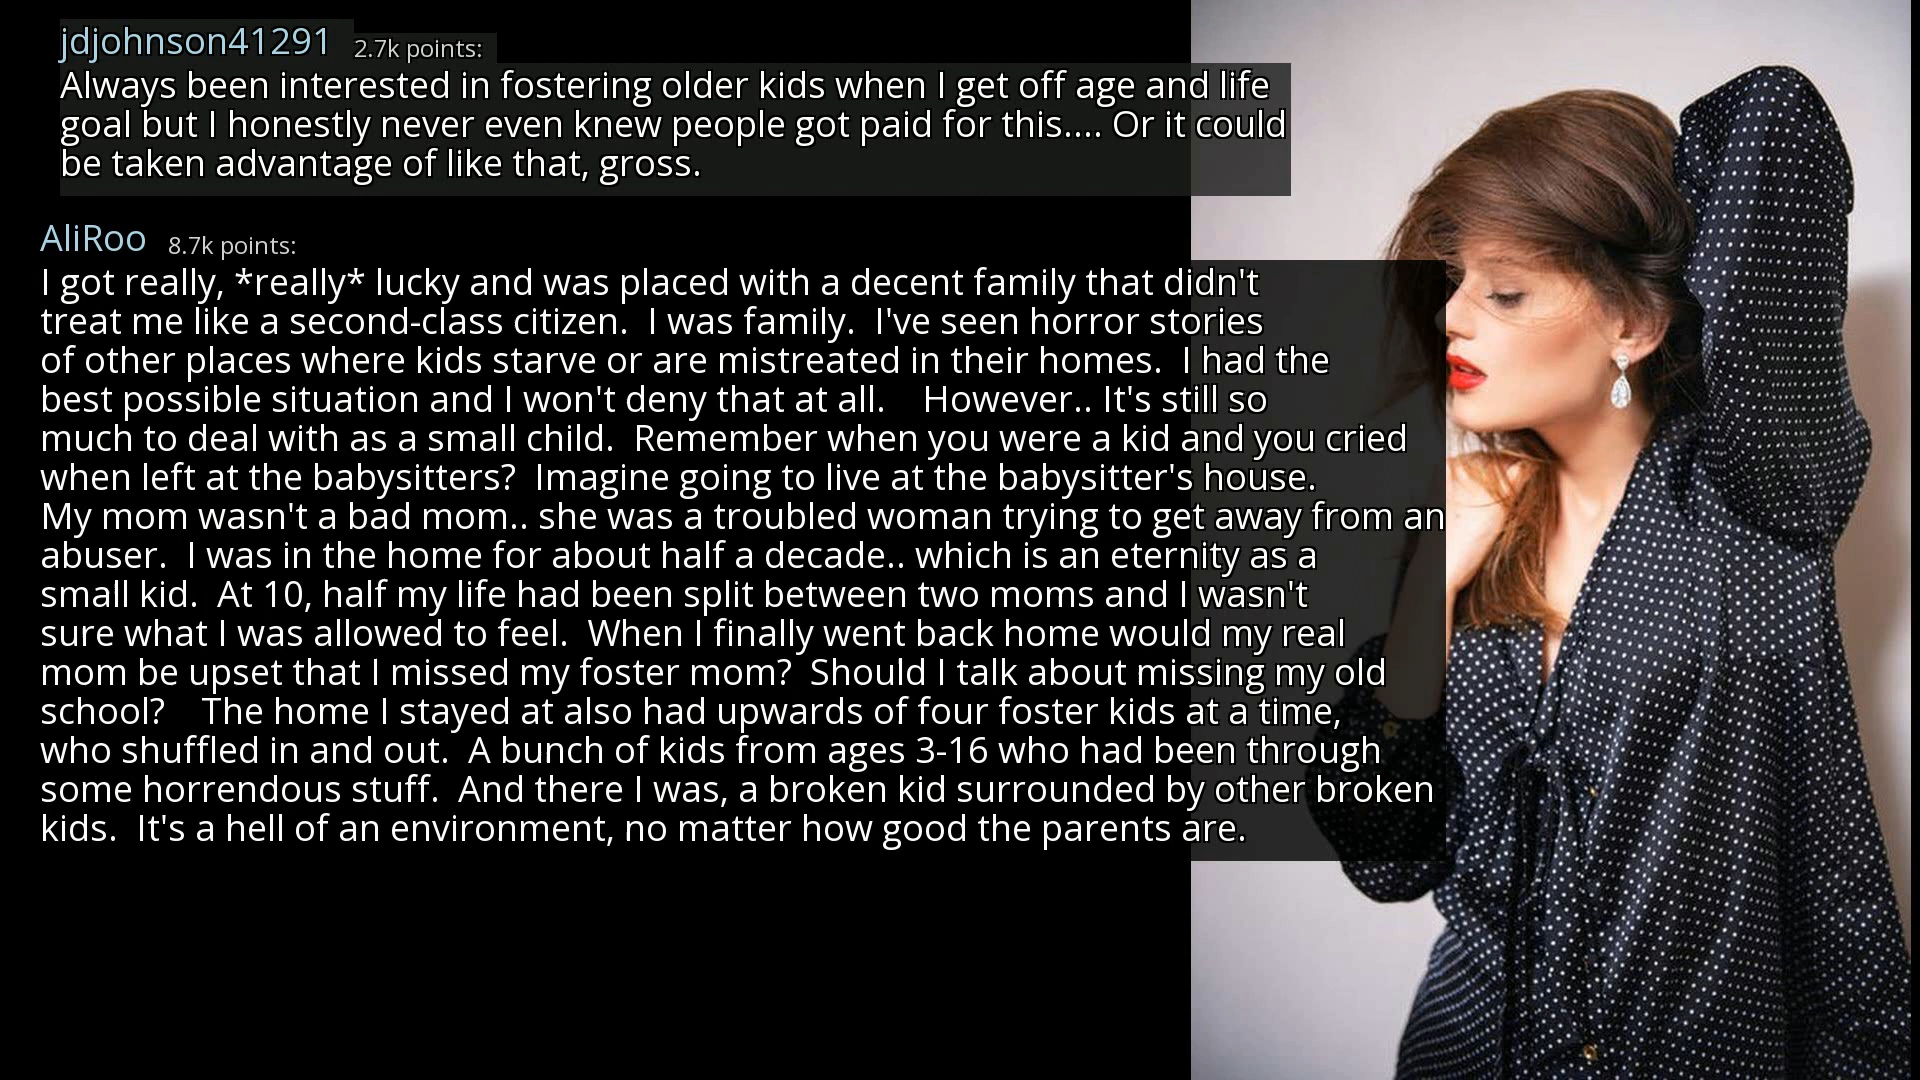 jdjohnson41291 2.7k points:
Always been interested in fostering older kids when I get off age and life
goal but I honestly never even knew people got paid for this.... Or it could
be taken advantage of like that, gross.
AliRoo 8.7k points:
I got really, *really* lucky and was placed with a decent family that didn't
treat me like a second-class citizen.  I was family.  I've seen horror stories
of other places where kids starve or are mistreated in their homes.  I had the
best possible situation and I won't deny that at all.    However.. It's still so
much to deal with as a small child.  Remember when you were a kid and you cried
when left at the babysitters?  Imagine going to live at the babysitter's house.
My mom wasn't a bad mom.. she was a troubled woman trying to get away from an
abuser.  I was in the home for about half a decade.. which is an eternity as a
small kid.  At 10, half my life had been split between two moms and I wasn't
sure what I was allowed to feel.  When I finally went back home would my real
mom be upset that I missed my foster mom?  Should I talk about missing my old
school?    The home I stayed at also had upwards of four foster kids at a time,
who shuffled in and out.  A bunch of kids from ages 3-16 who had been through
some horrendous stuff.  And there I was, a broken kid surrounded by other broken
kids.  It's a hell of an environment, no matter how good the parents are.